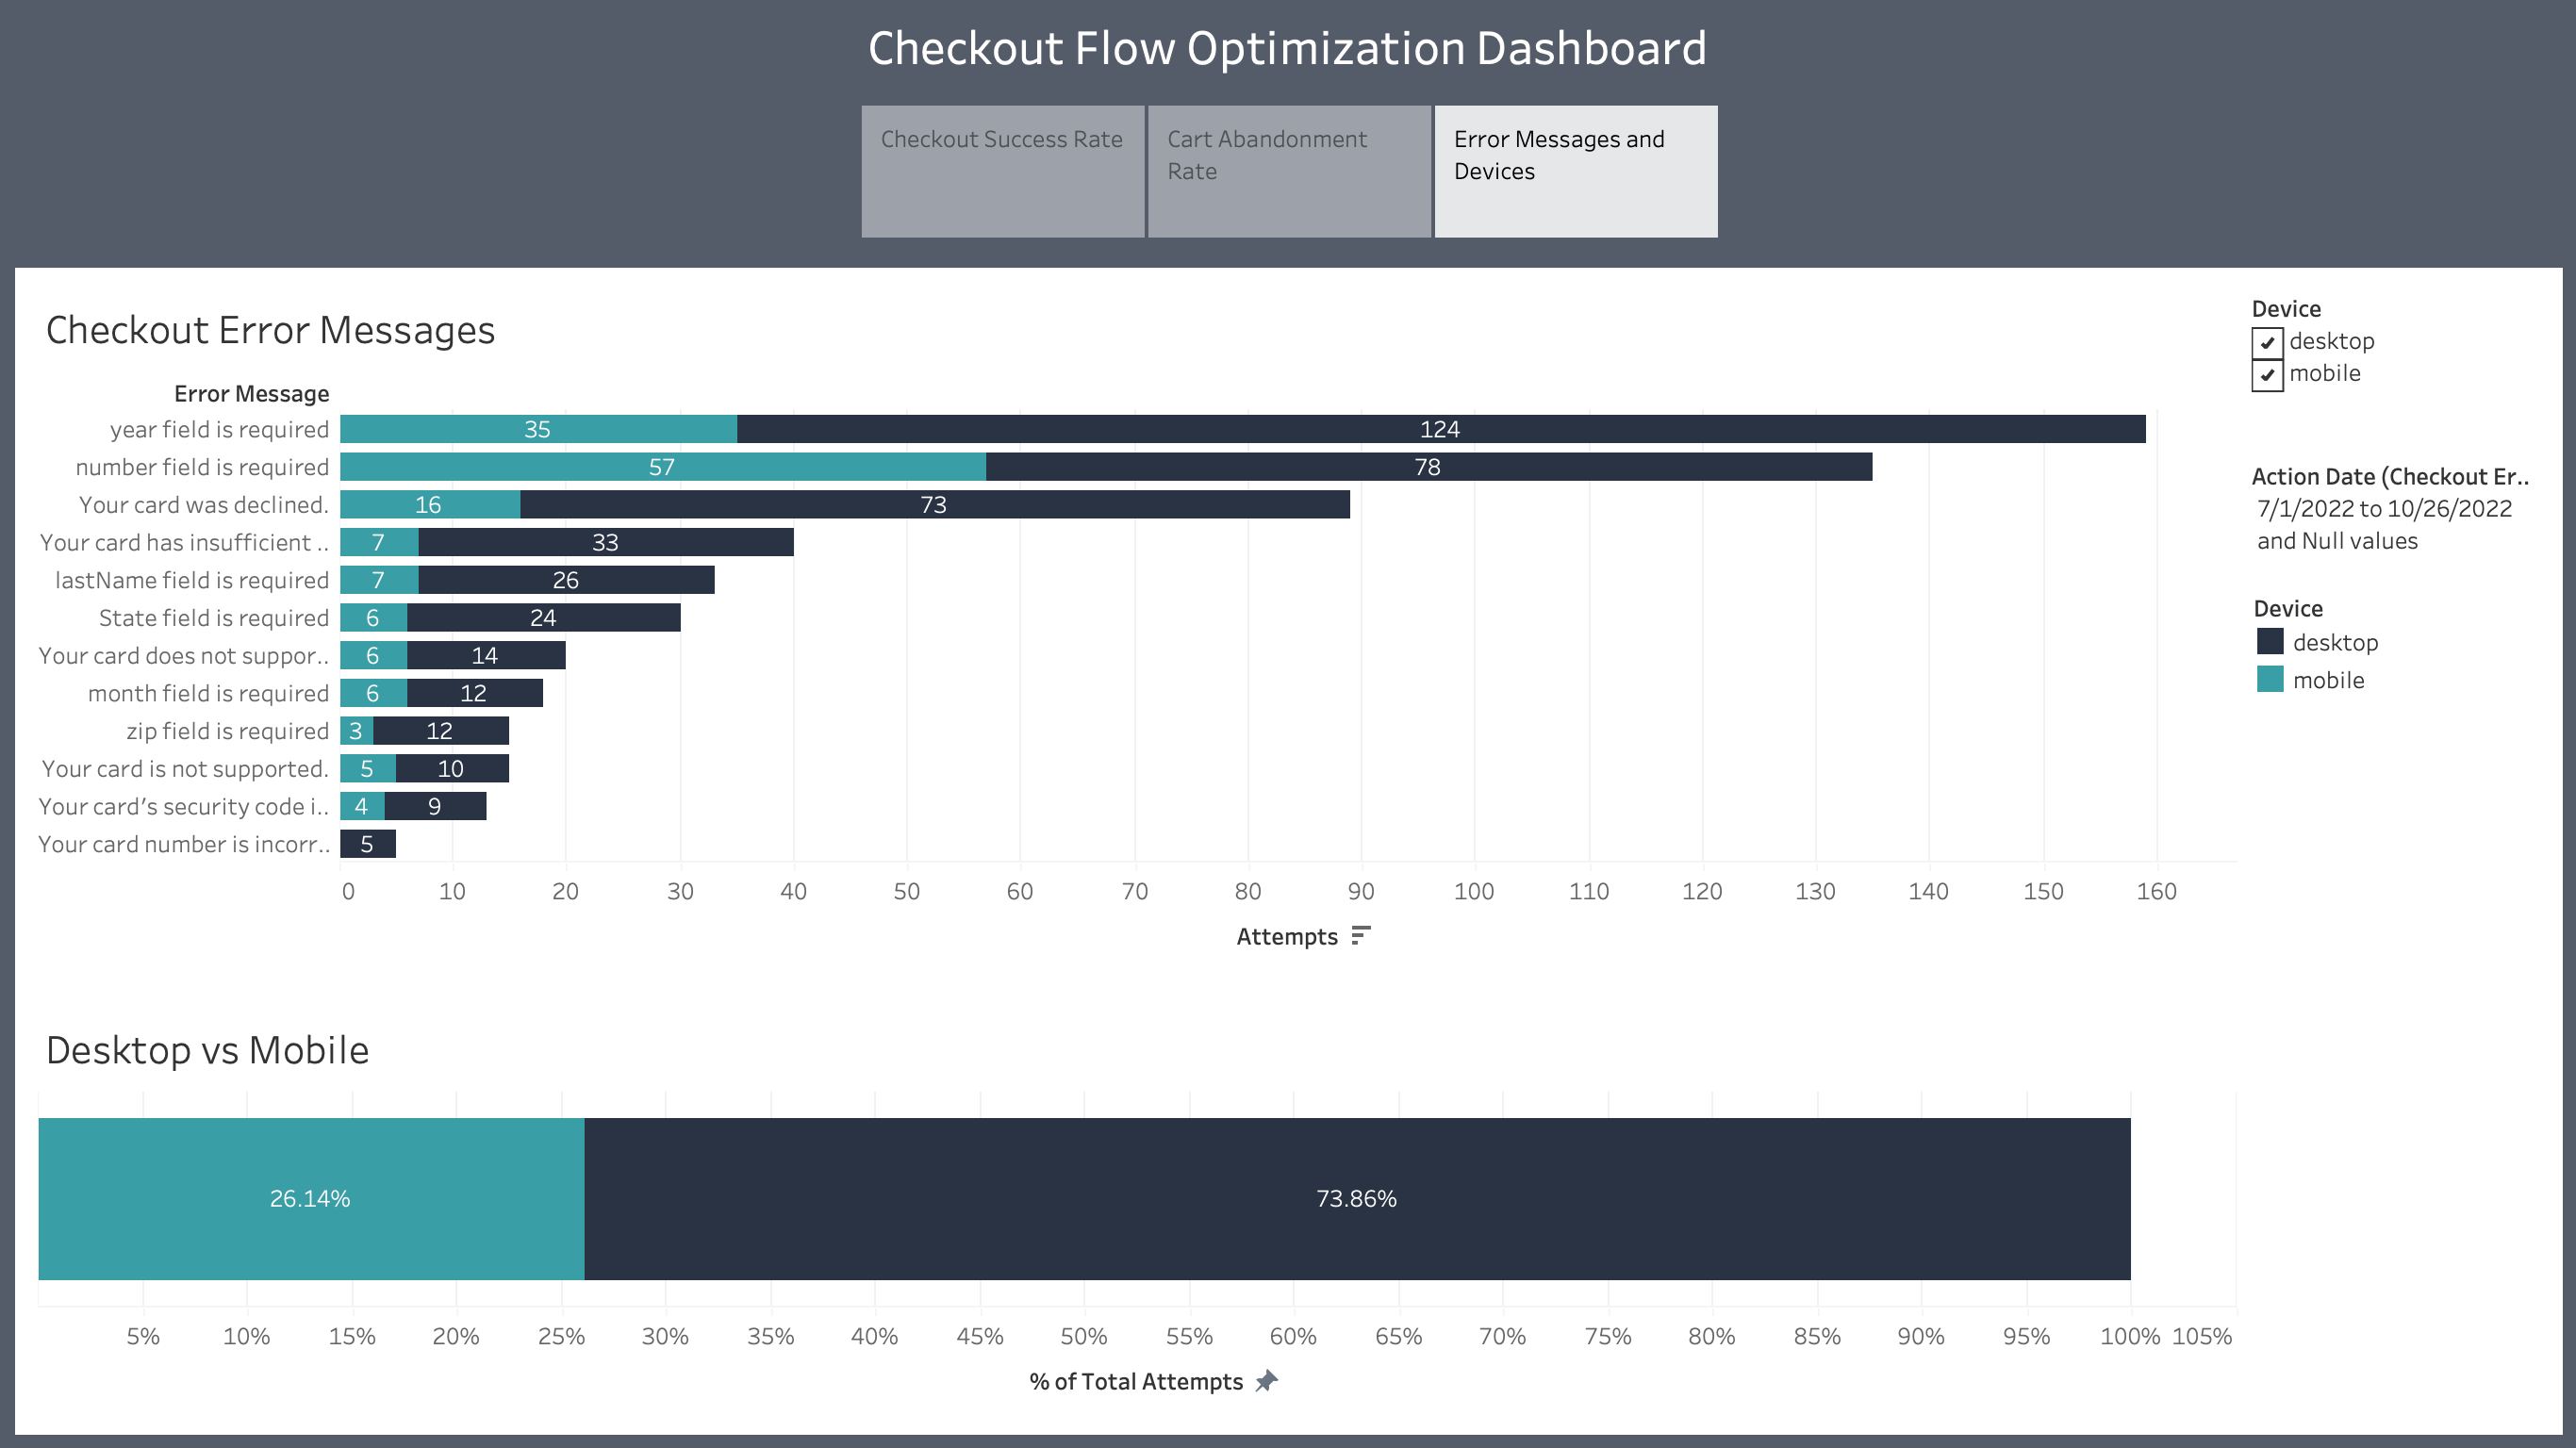 Checkout Flow Optimization Dashboard
Checkout Success Rate
Cart Abandonment
Rate
Error Messages and
Devices
Checkout Error Messages
Error Message
year field is required 35 124
number field is required 57 78
Your card was declined. 16 73
Your card has insufficient .. 7 33
lastName field is required 7 26
State field is required 6 24
Your card does not suppor.. 6 14
month field is required 6 12
zip field is required 3 12
Your card is not supported. 5 10
Your card's security code i.. 4 9
Your card number is incorr.. 5
0 10 20 30 40 50 60 70 80 90 100 110 120 130 140 150 160
Attempts
Device
desktop
mobile
Action Date (Checkout Er..
7/1/2022 to 10/26/2022
and Null values
Device
desktop
mobile
Desktop vs Mobile
26.14% 73.86%
5% 10% 15% 20% 25% 30% 35% 40% 45% 50% 55% 60% 65% 70% 75% 80% 85% 90% 95% 100% 105%
% of Total Attempts